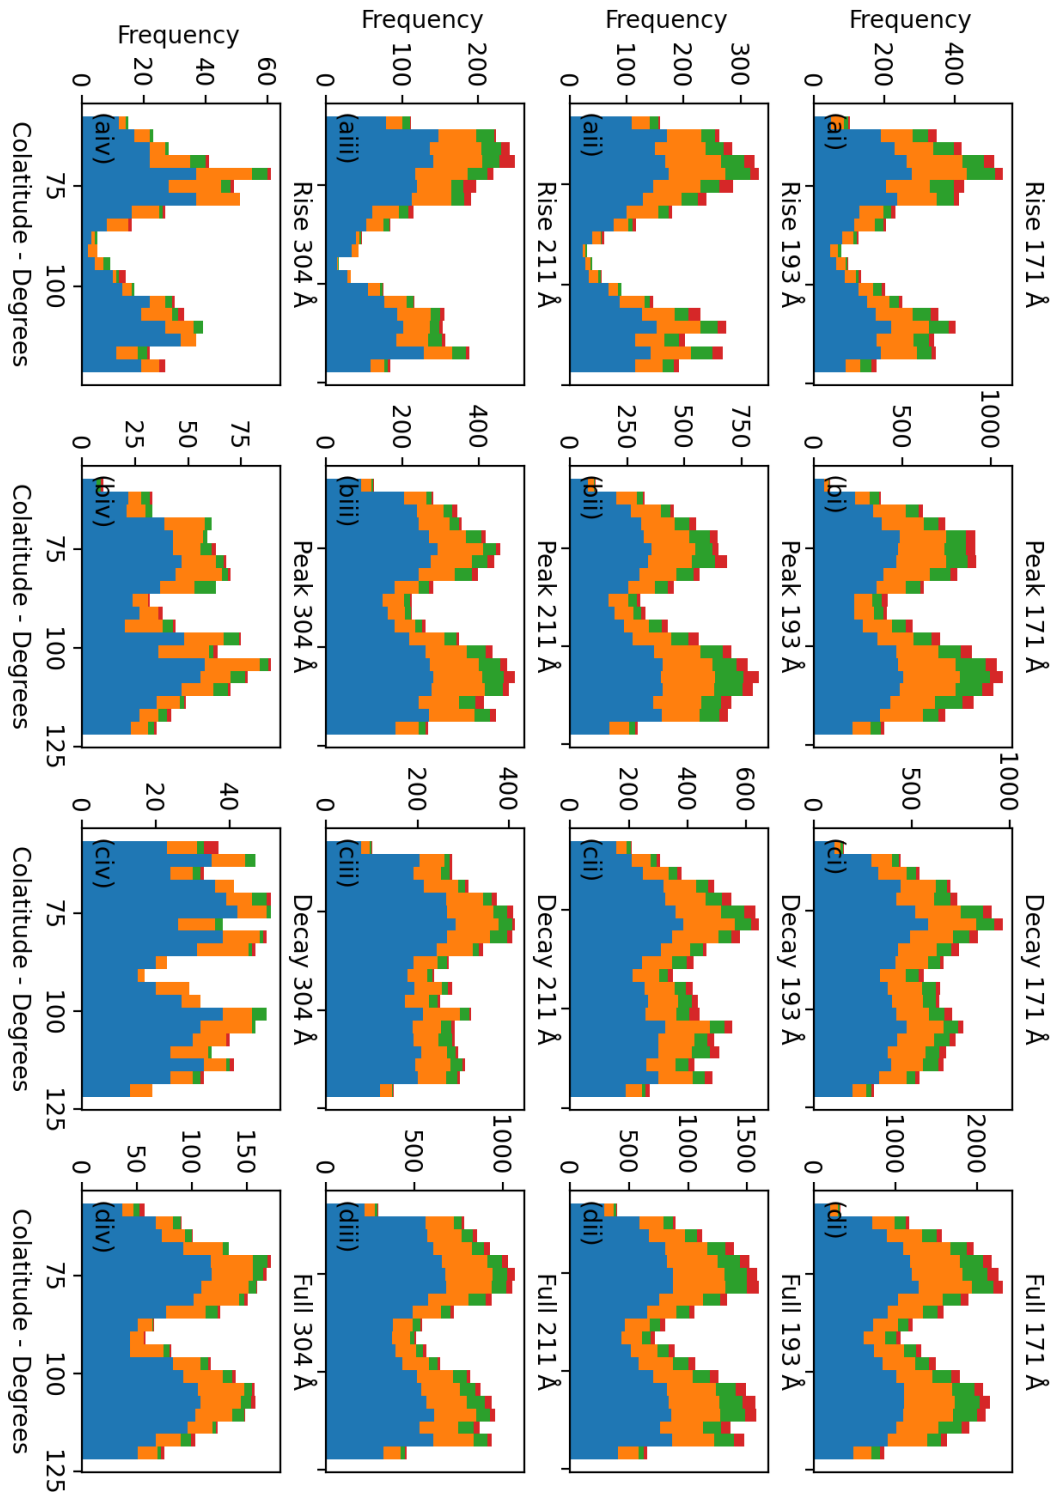 Rise 171 Å Peak 171 Å Decay 171 Å Full 171 Å
Frequency
400
200
0
(ai)
1000
500
0
(bi)
1000
500
0
(ci)
2000
1000
0
(di)
Rise 193 Å Peak 193 Å Decay 193 Å Full 193 Å
Frequency
300
200
100
0
(aii)
750
500
250
0
(bii)
600
400
200
0
(cii)
1500
1000
500
0
(dii)
Rise 211 Å Peak 211 Å Decay 211 Å Full 211 Å
Frequency
200
100
0
(aiii)
400
200
0
(biii)
400
200
0
(ciii)
1000
500
0
(diii)
Rise 304 Å Peak 304 Å Decay 304 Å Full 304 Å
Frequency
60
40
20
0
(aiv)
75
50
25
0
(biv)
40
20
0
(civ)
150
100
50
0
(div)
75 100 75 100 125 75 100 125 75 100 125
Colatitude - Degrees Colatitude - Degrees Colatitude - Degrees Colatitude - Degrees